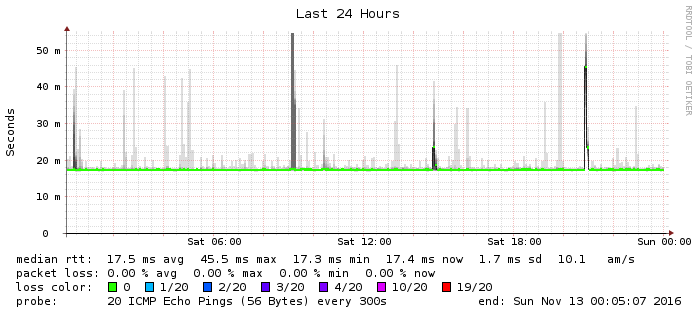 Last 24 Hours
RRDTOOL / TOBI OETIKER
Seconds
50 m
40 m
30 m
20 m
10 m
0
Sat 06:00 Sat 12:00 Sat 18:00 Sun 00:00
median rtt: 17.5 ms avg 45.5 ms max 17.3 ms min 17.4 ms now 1.7 ms sd 10.1 am/s
packet loss: 0.00 % avg 0.00 % max 0.00 % min 0.00 % now
loss color: 0 1/20 2/20 3/20 4/20 10/20 19/20
probe: 20 ICMP Echo Pings (56 Bytes) every 300s end: Sun Nov 13 00:05:07 2016